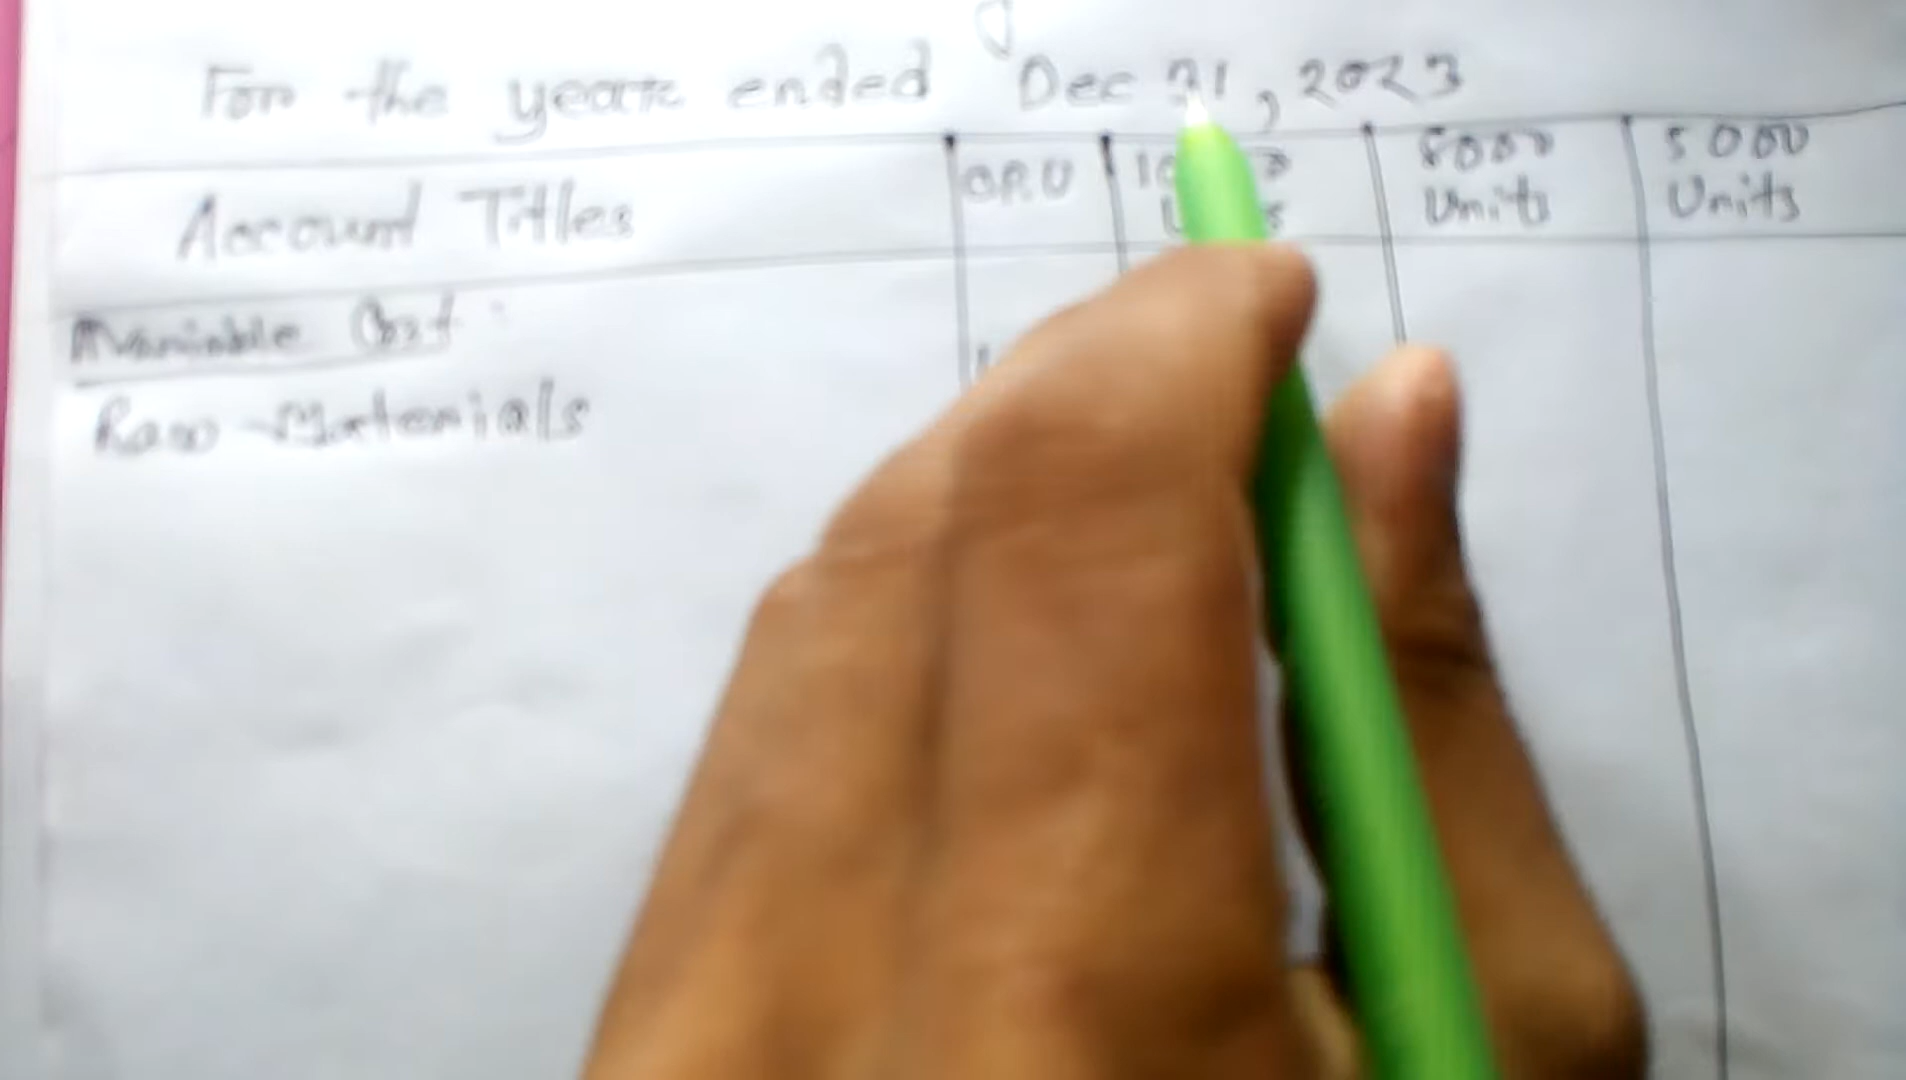 For the year ended Dec 31, 2023
Account Titles
C.P.U
8000 Units
5000 Units
Variable Cost:
Raw Materials